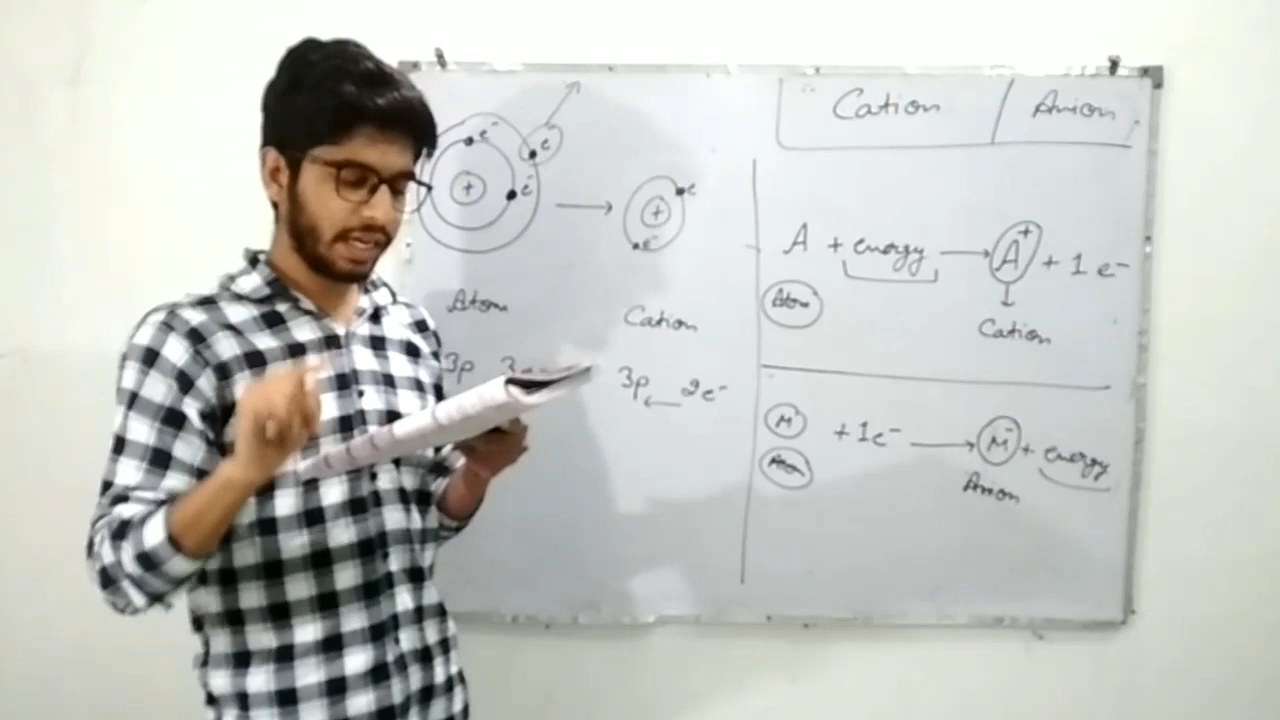 Cation Anion
e⁻ e⁻
e⁻
+
e
+
e⁻
Atom
Cation
3p
3p 2e⁻
A + energy → A⁺ + 1 e⁻
Atom
Cation
M + 1e⁻ → M⁻ + energy
Atom
Anion